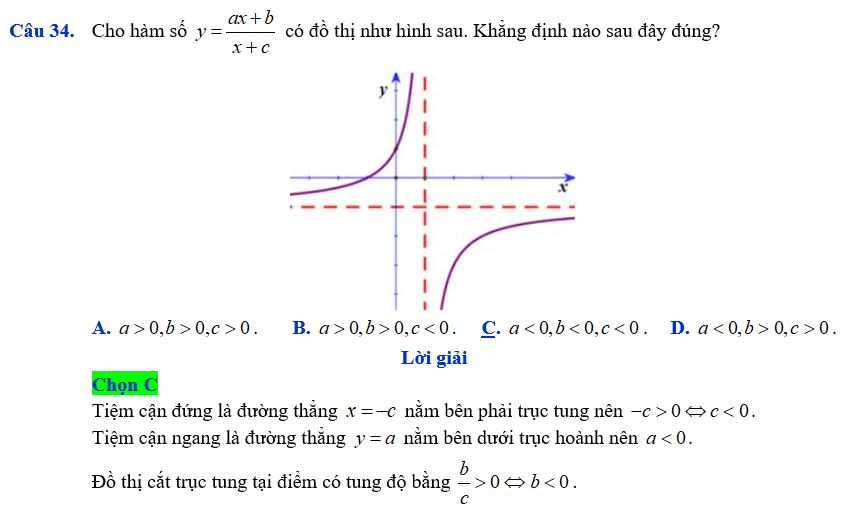 Câu 34. Cho hàm số y = \frac{ax+b}{x+c} có đồ thị như hình sau. Khẳng định nào sau đây đúng?
y
x
A. a > 0, b > 0, c > 0. B. a > 0, b > 0, c < 0. C. a < 0, b < 0, c < 0. D. a < 0, b > 0, c > 0.
Lời giải
Chọn C
Tiệm cận đứng là đường thẳng x = −c nằm bên phải trục tung nên −c > 0 ⇔ c < 0.
Tiệm cận ngang là đường thẳng y = a nằm bên dưới trục hoành nên a < 0.
Đồ thị cắt trục tung tại điểm có tung độ bằng \frac{b}{c} > 0 ⇔ b < 0.